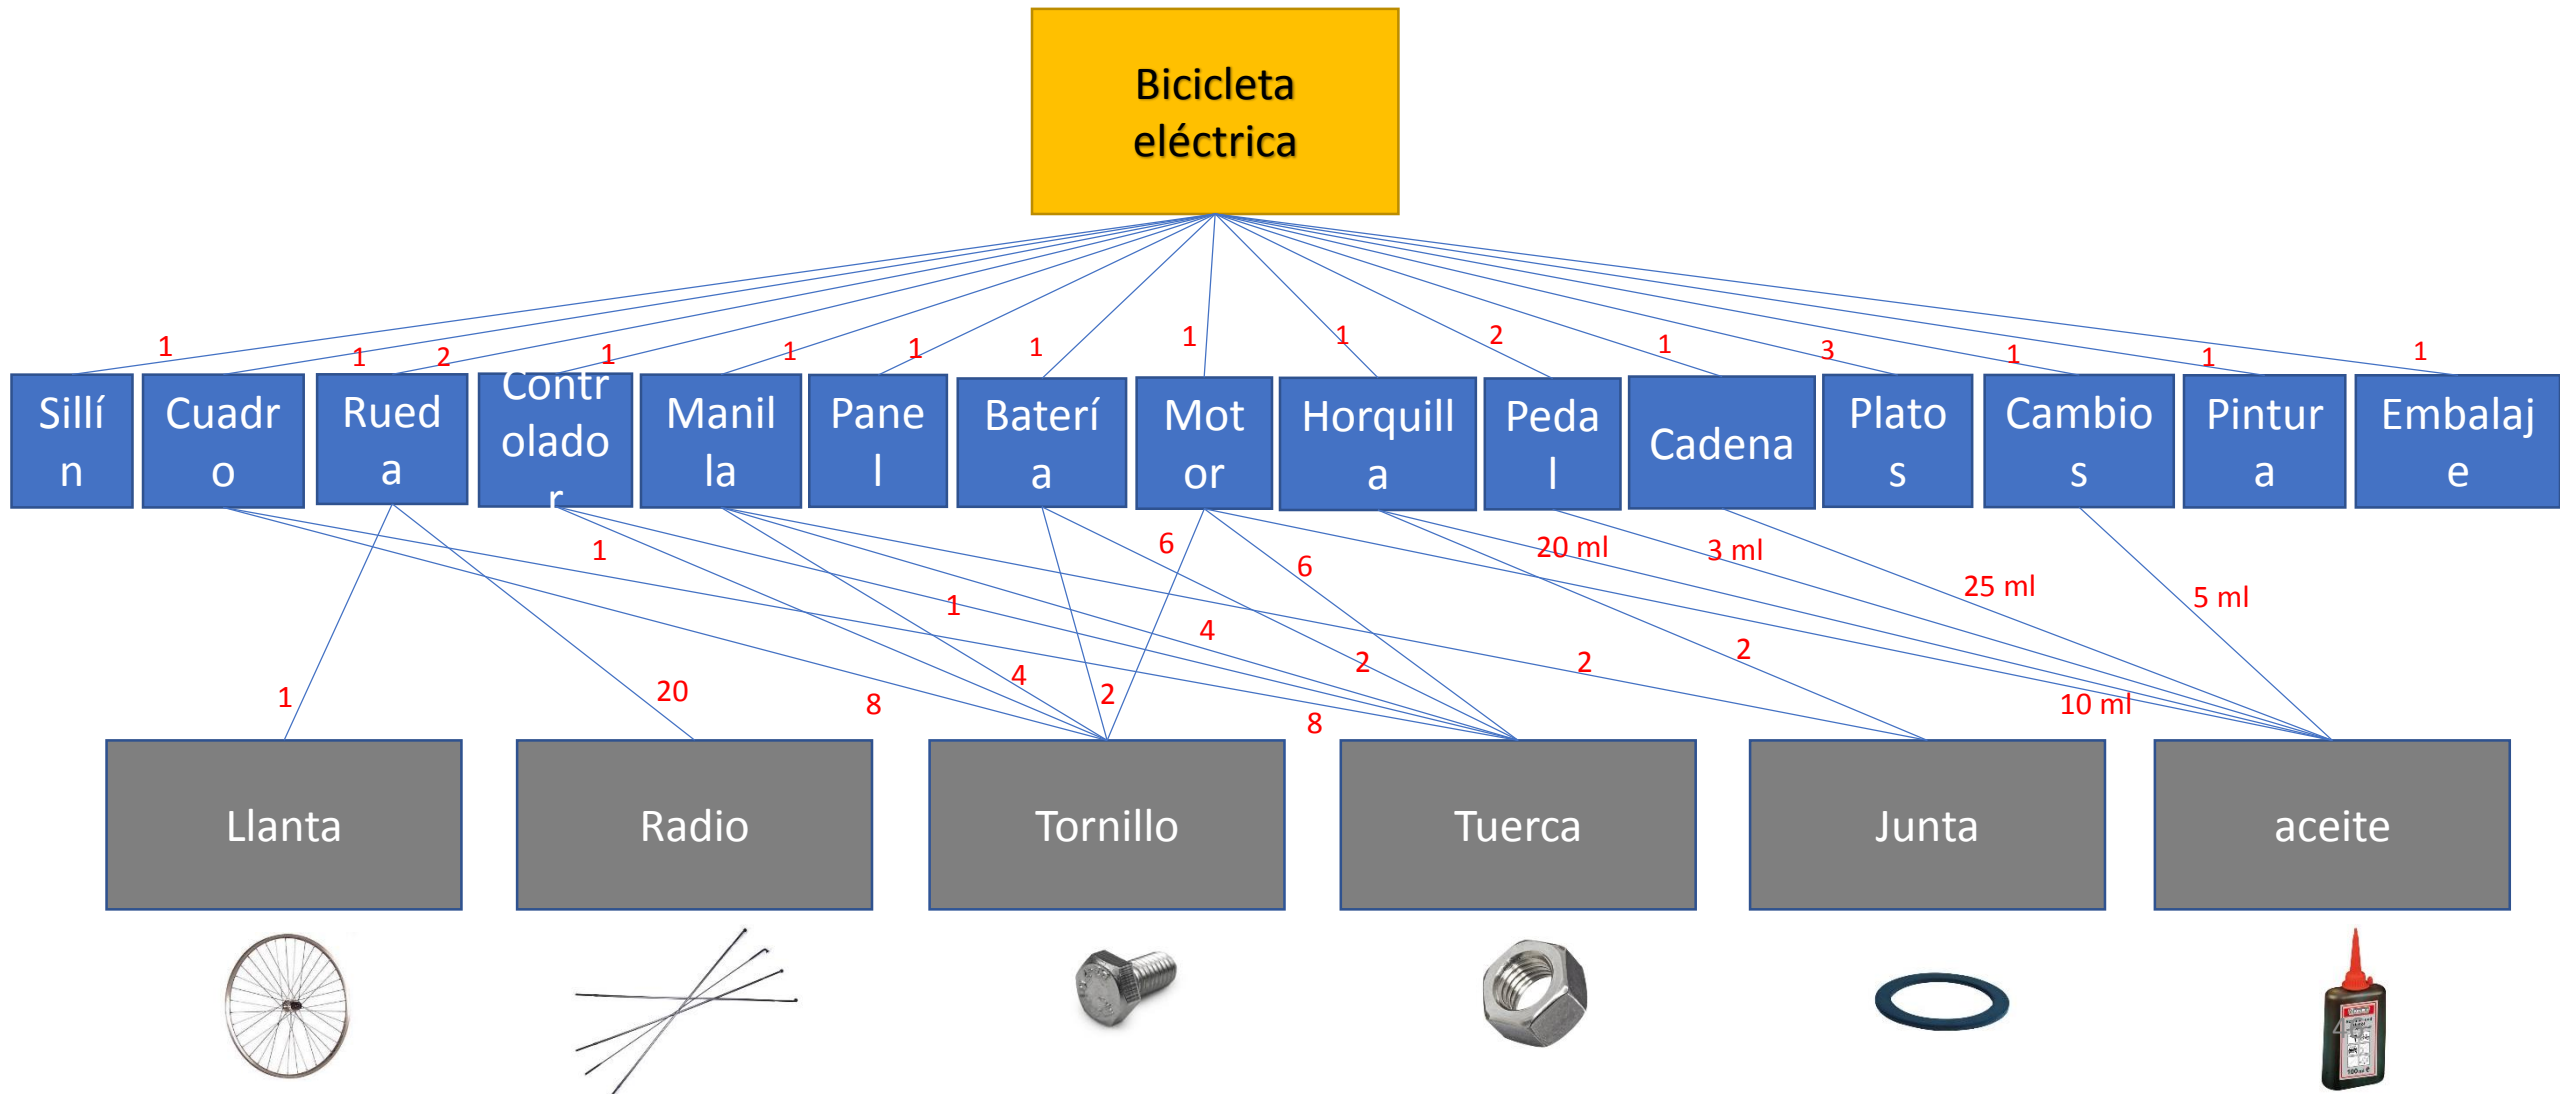 Bicicleta
eléctrica
1
1
2
1
1
1
1
1
1
2
1
3
1
1
1
Sillí
n
Cuadr
o
Rued
a
Contr
olado
r
Manil
la
Pane
l
Baterí
a
Mot
or
Horquill
a
Peda
l
Cadena
Plato
s
Cambio
s
Pintur
a
Embalaj
e
1
6
6
20 ml
3 ml
25 ml
5 ml
1
4
2
2
2
1
20
8
4
2
8
10 ml
Llanta
Radio
Tornillo
Tuerca
Junta
aceite